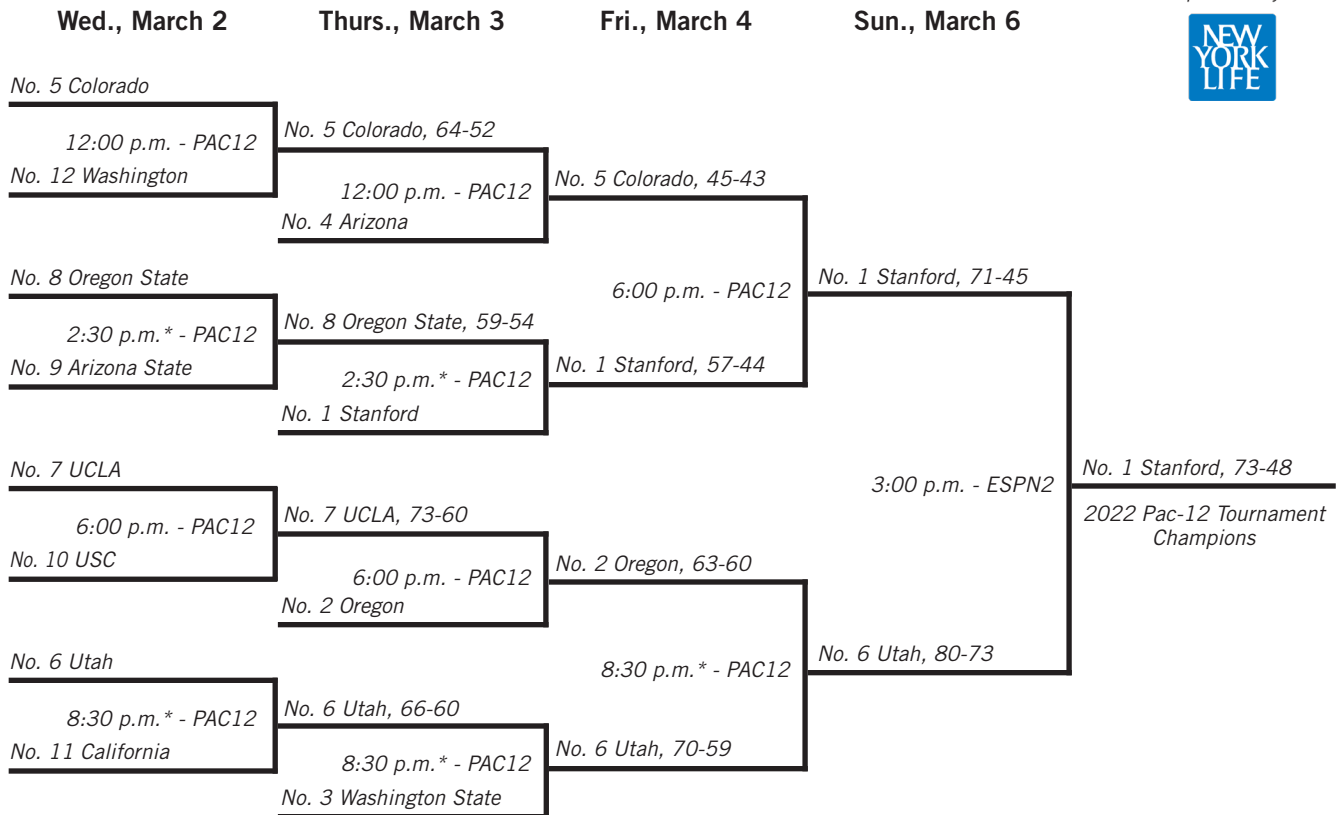 Wed., March 2
Thurs., March 3
Fri., March 4
Sun., March 6
NEW
YORK
LIFE
No. 5 Colorado
12:00 p.m. - PAC12
No. 12 Washington
No. 8 Oregon State
2:30 p.m.* - PAC12
No. 9 Arizona State
No. 7 UCLA
6:00 p.m. - PAC12
No. 10 USC
No. 6 Utah
8:30 p.m.* - PAC12
No. 11 California
No. 5 Colorado, 64-52
12:00 p.m. - PAC12
No. 4 Arizona
No. 8 Oregon State, 59-54
2:30 p.m.* - PAC12
No. 1 Stanford
No. 7 UCLA, 73-60
6:00 p.m. - PAC12
No. 2 Oregon
No. 6 Utah, 66-60
8:30 p.m.* - PAC12
No. 3 Washington State
No. 5 Colorado, 45-43
6:00 p.m. - PAC12
No. 1 Stanford, 57-44
No. 2 Oregon, 63-60
8:30 p.m.* - PAC12
No. 6 Utah, 70-59
No. 1 Stanford, 71-45
3:00 p.m. - ESPN2
No. 6 Utah, 80-73
No. 1 Stanford, 73-48
2022 Pac-12 Tournament
Champions